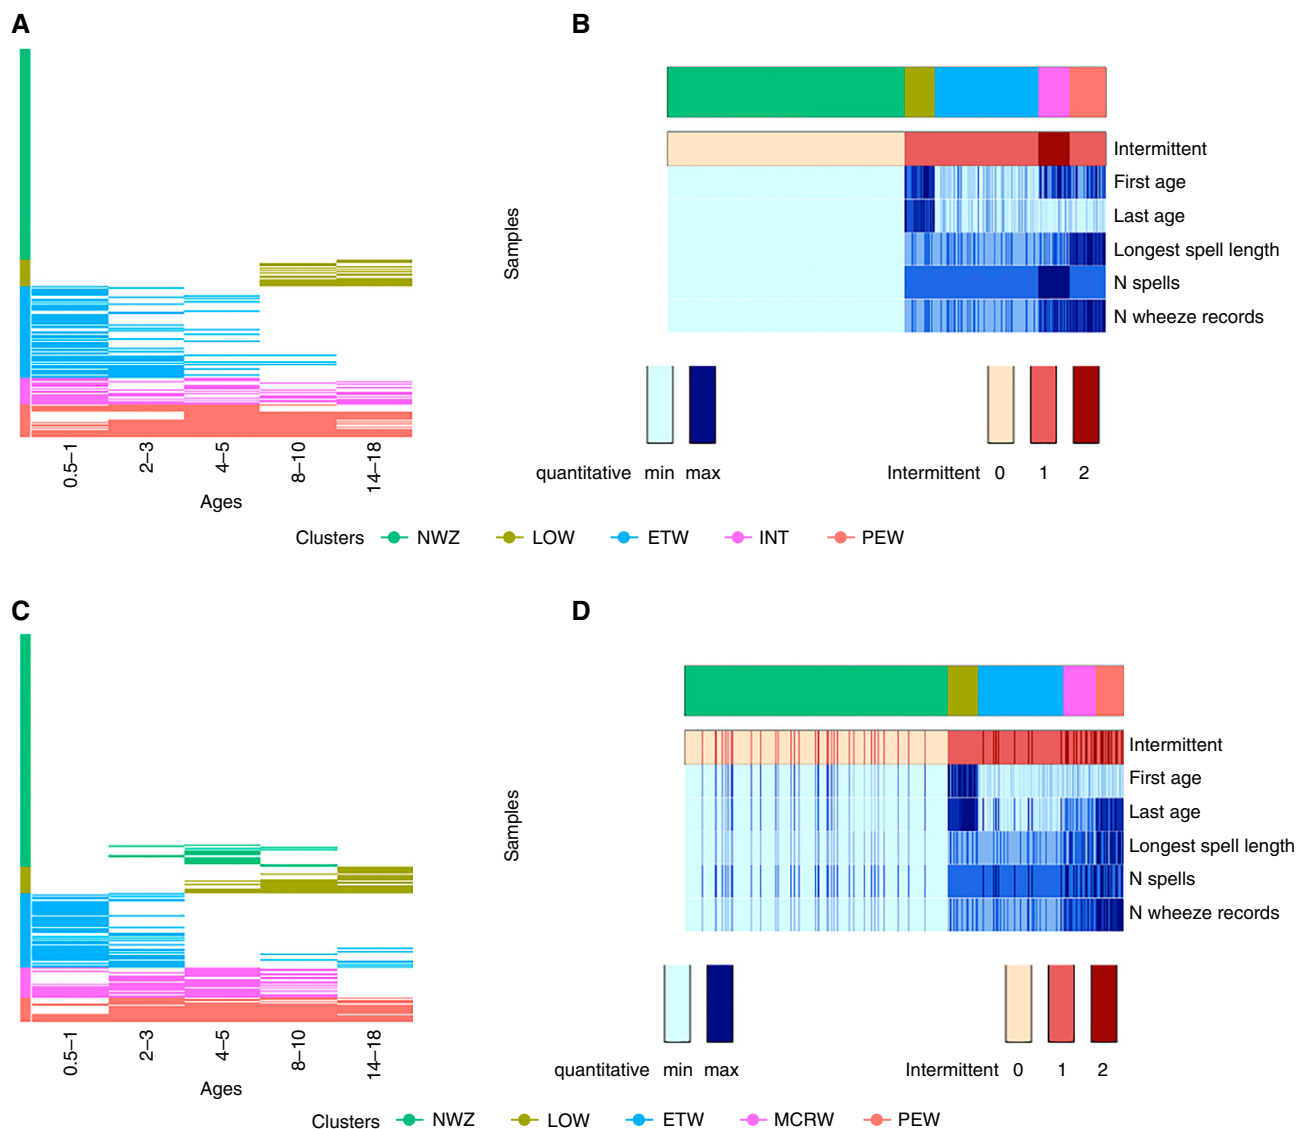 A
0.5–1
2–3
4–5
8–10
14–18
Ages
B
Samples
Intermittent
First age
Last age
Longest spell length
N spells
N wheeze records
quantitative min max
Intermittent 0 1 2
Clusters NWZ LOW ETW INT PEW
C
0.5–1
2–3
4–5
8–10
14–18
Ages
D
Samples
Intermittent
First age
Last age
Longest spell length
N spells
N wheeze records
quantitative min max
Intermittent 0 1 2
Clusters NWZ LOW ETW MCRW PEW